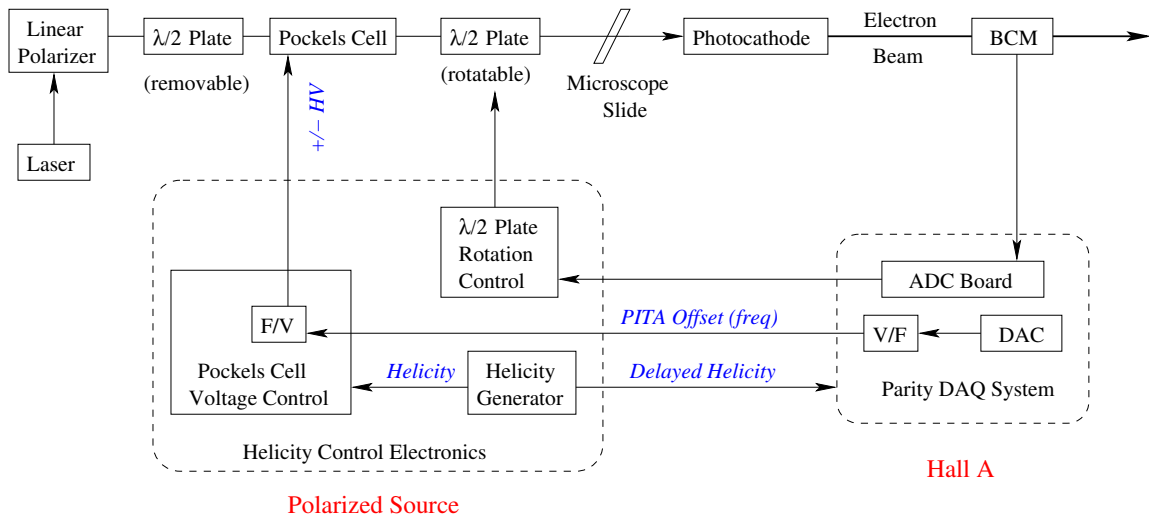 Linear
Polarizer
λ/2 Plate
(removable)
Pockels Cell
λ/2 Plate
(rotatable)
Microscope
Slide
Photocathode
Electron
Beam
BCM
Laser
+/− HV
λ/2 Plate
Rotation
Control
ADC Board
F/V
PITA Offset (freq)
V/F
DAC
Pockels Cell
Voltage Control
Helicity
Helicity
Generator
Delayed Helicity
Parity DAQ System
Helicity Control Electronics
Hall A
Polarized Source